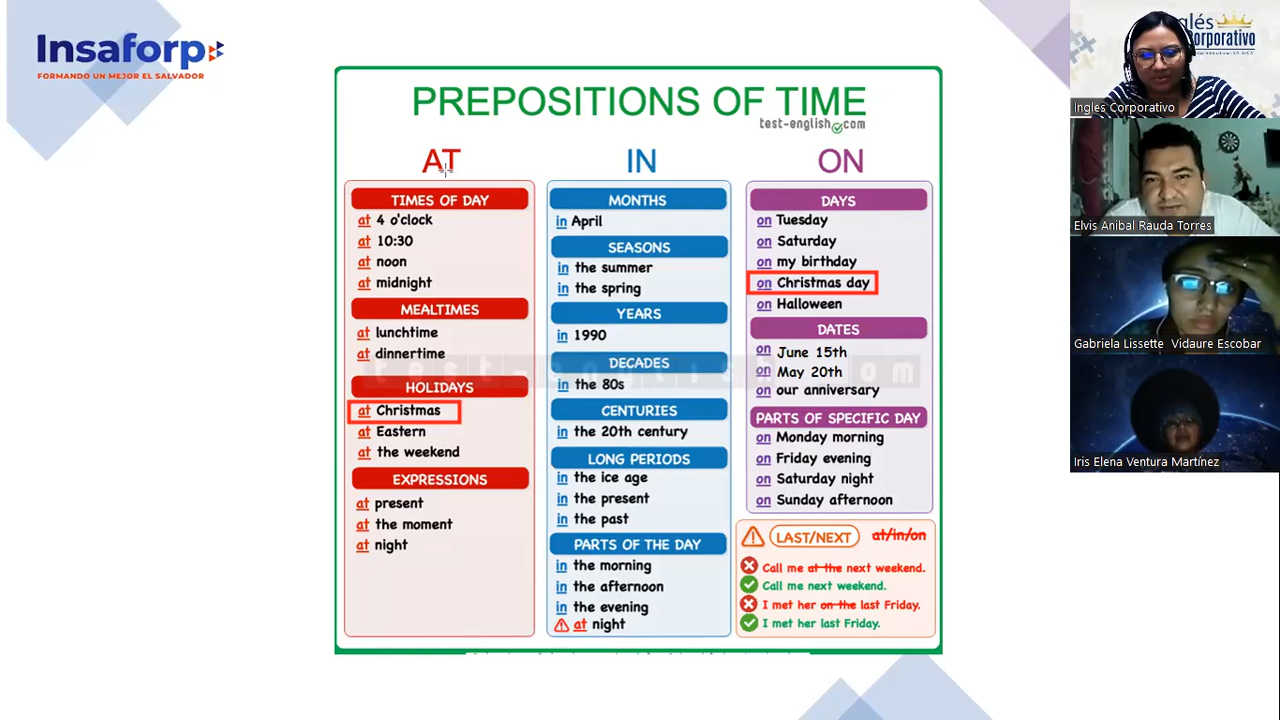 Insaforp
FORMANDO UN MEJOR EL SALVADOR
PREPOSITIONS OF TIME
test-english.com
AT
TIMES OF DAY
at 4 o'clock
at 10:30
at noon
at midnight
MEALTIMES
at lunchtime
at dinnertime
HOLIDAYS
at Christmas
at Eastern
at the weekend
EXPRESSIONS
at present
at the moment
at night
IN
MONTHS
in April
SEASONS
in the summer
in the spring
YEARS
in 1990
DECADES
in the 80s
CENTURIES
in the 20th century
LONG PERIODS
in the ice age
in the present
in the past
PARTS OF THE DAY
in the morning
in the afternoon
in the evening
at night
ON
DAYS
on Tuesday
on Saturday
on my birthday
on Christmas day
on Halloween
DATES
on June 15th
on May 20th
on our anniversary
PARTS OF SPECIFIC DAY
on Monday morning
on Friday evening
on Saturday night
on Sunday afternoon
LAST/NEXT at/in/on
Call me at the next weekend.
Call me next weekend.
I met her on the last Friday.
I met her last Friday.
Ingles Corporativo
Elvis Anibal Rauda Torres
Gabriela Lissette Vidaure Escobar
Iris Elena Ventura Martínez